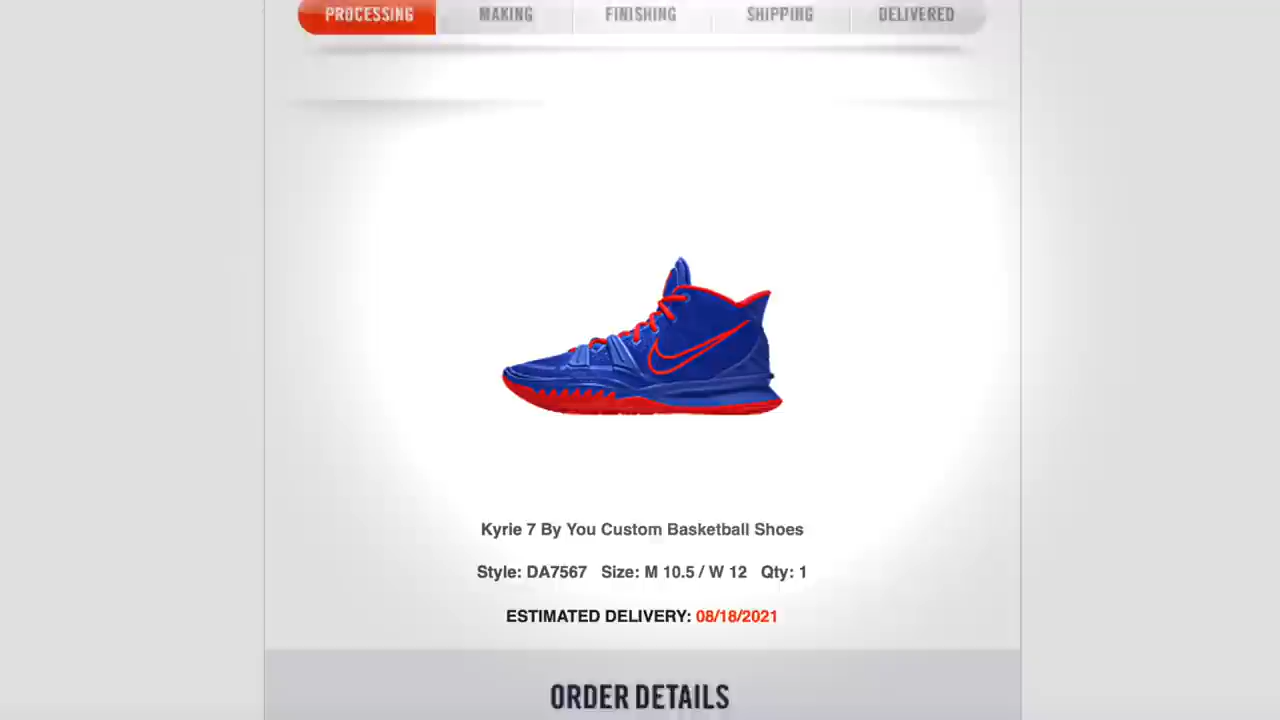 PROCESSING MAKING FINISHING SHIPPING DELIVERED
Kyrie 7 By You Custom Basketball Shoes
Style: DA7567 Size: M 10.5 / W 12 Qty: 1
ESTIMATED DELIVERY: 08/18/2021
ORDER DETAILS